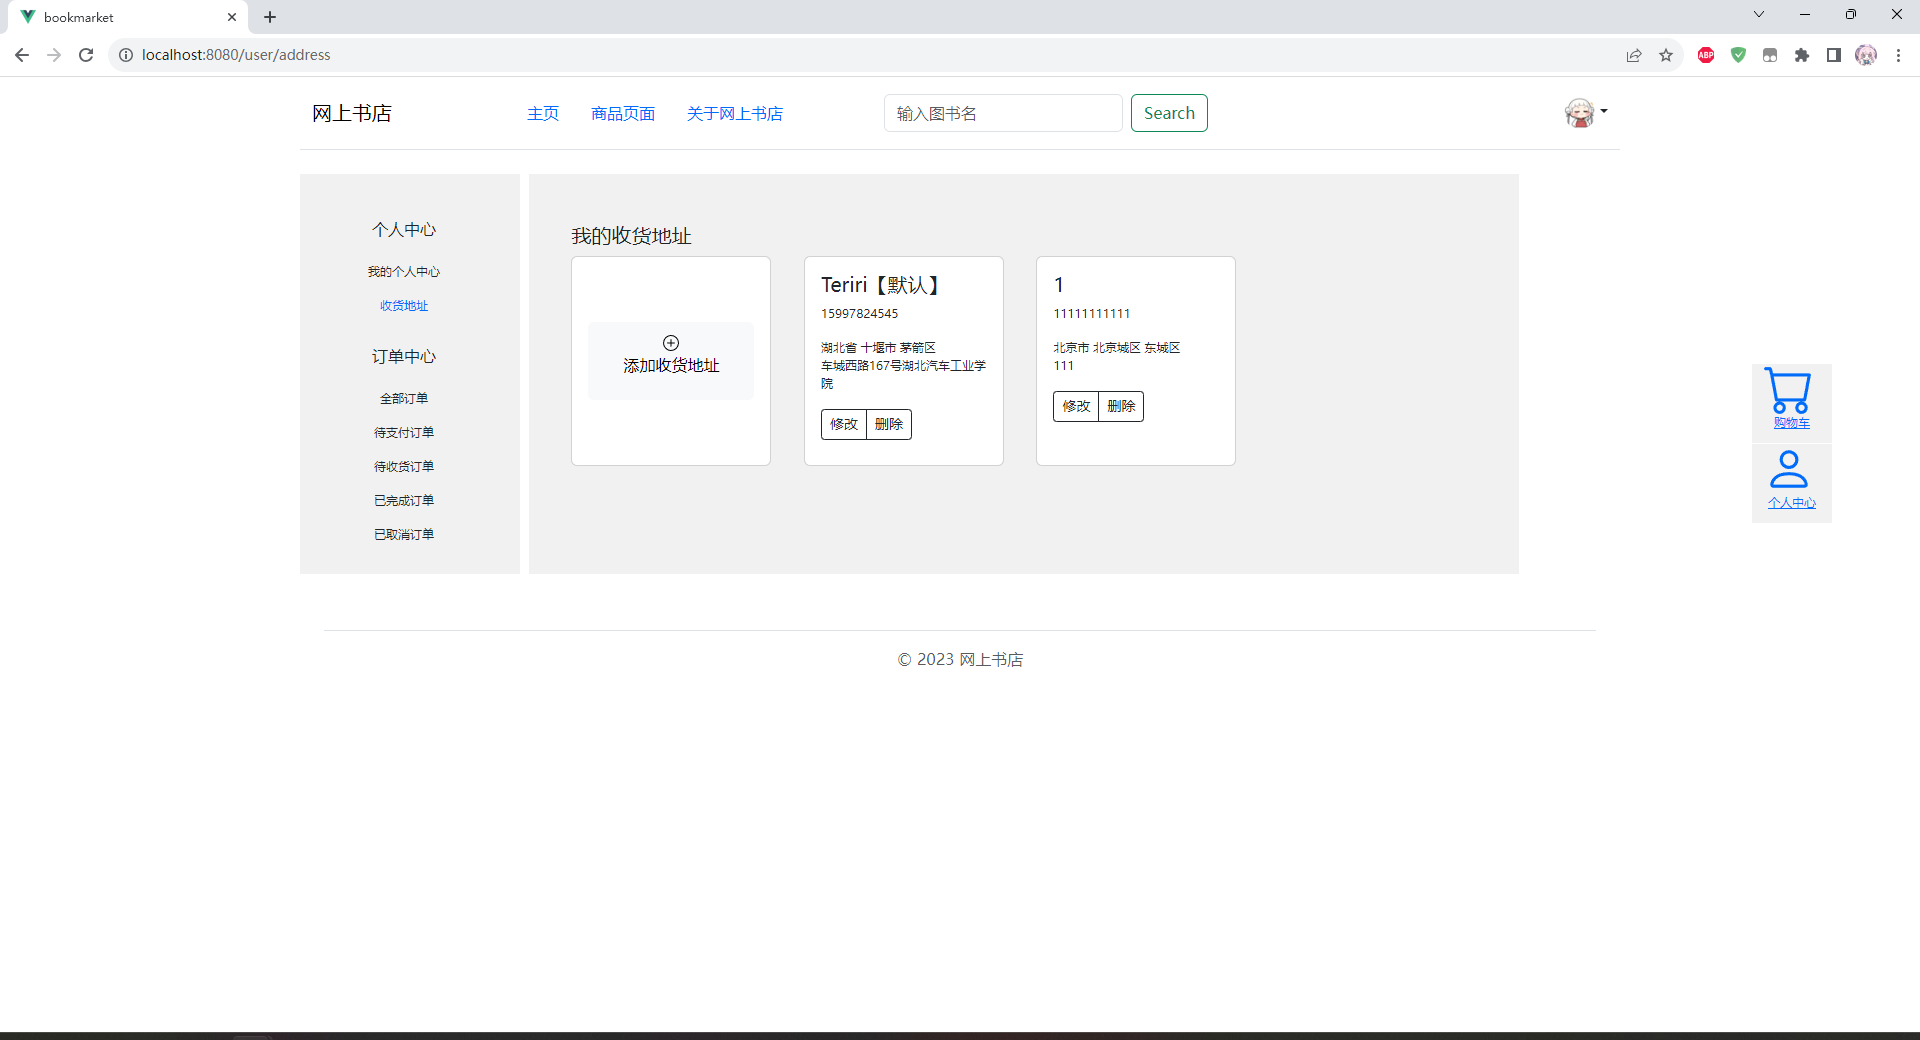 bookmarket
localhost:8080/user/address
ABP
网上书店
主页
商品页面
关于网上书店
输入图书名
Search
个人中心
我的个人中心
收货地址
订单中心
全部订单
待支付订单
待收货订单
已完成订单
已取消订单
我的收货地址
添加收货地址
Teriri【默认】
15997824545
湖北省 十堰市 茅箭区
车城西路167号湖北汽车工业学
院
修改 删除
1
11111111111
北京市 北京城区 东城区
111
修改 删除
购物车
个人中心
© 2023 网上书店